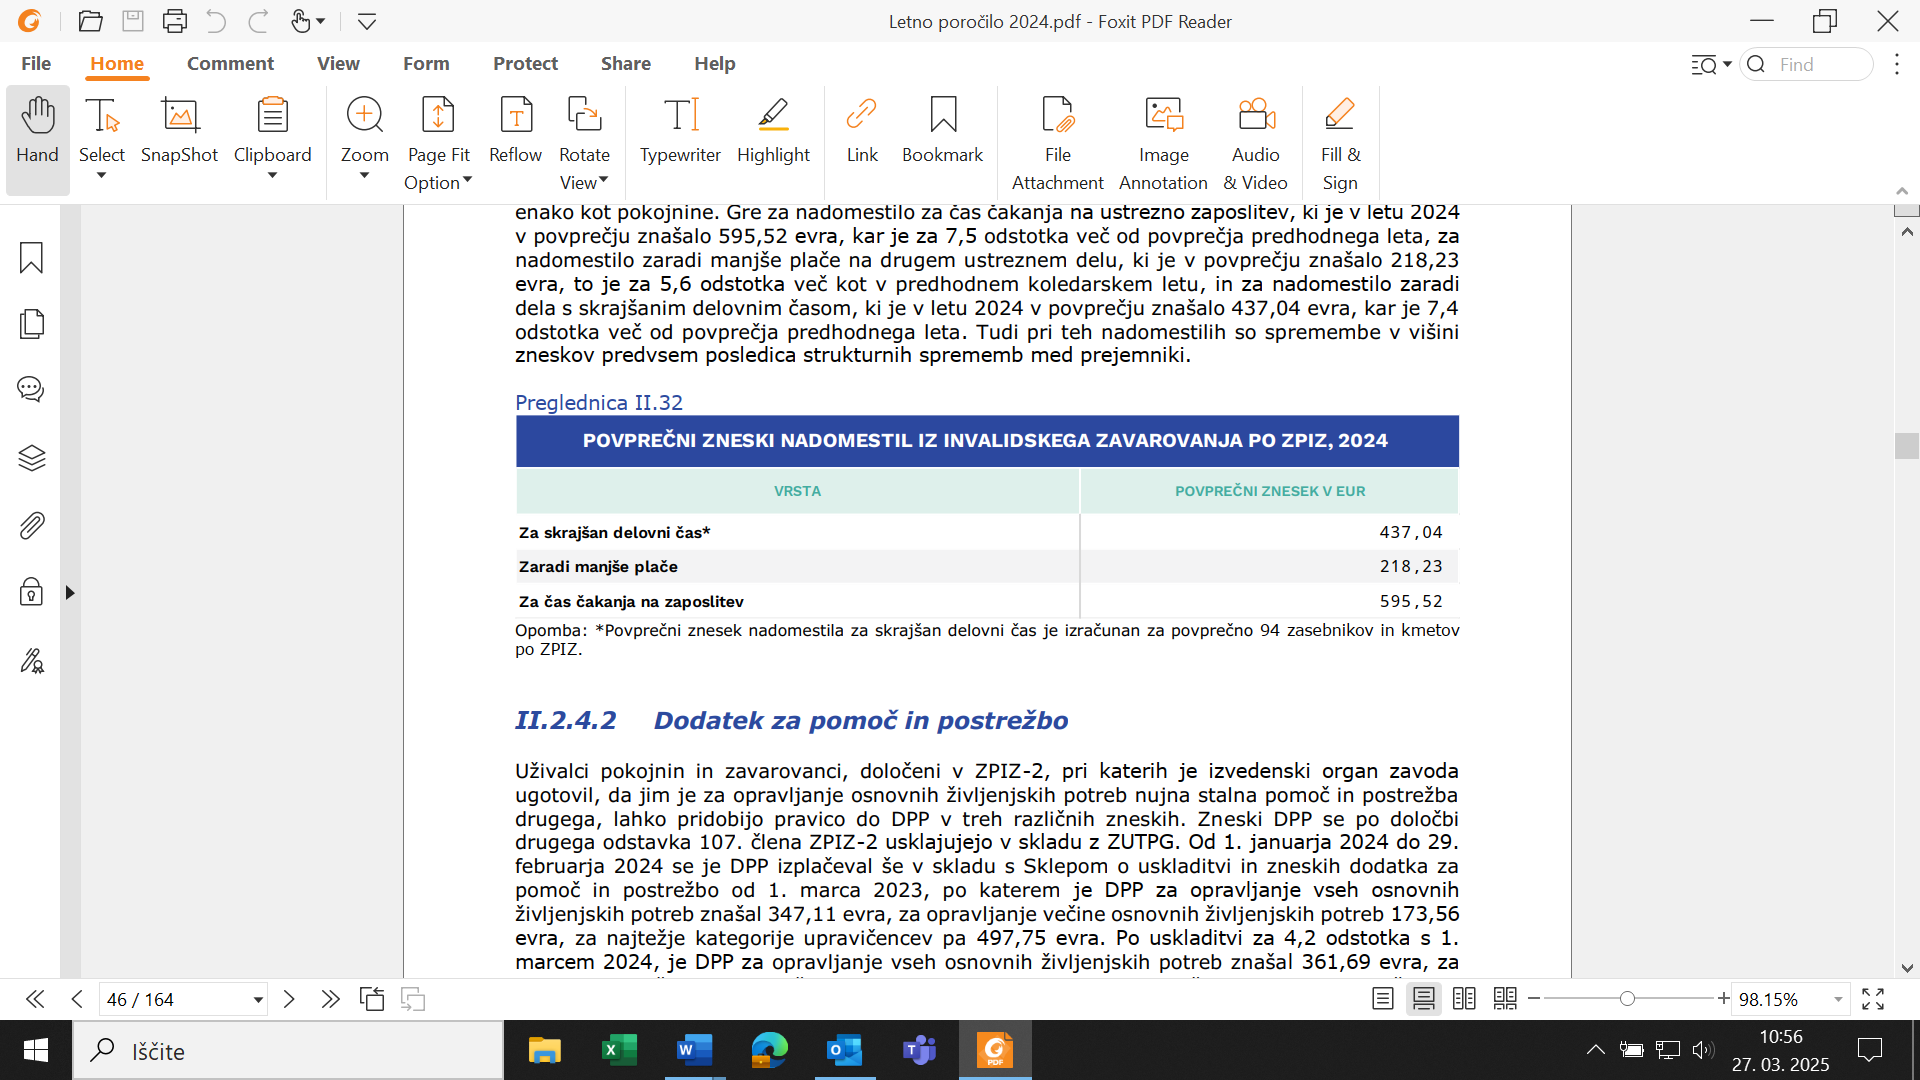 Letno poročilo 2024.pdf - Foxit PDF Reader
File Home Comment View Form Protect Share Help Find
Hand Select SnapShot Clipboard Zoom Page Fit Option Reflow Rotate View Typewriter Highlight Link Bookmark File Attachment Image Annotation Audio & Video Fill & Sign
enako kot pokojnine. Gre za nadomestilo za čas čakanja na ustrezno zaposlitev, ki je v letu 2024
v povprečju znašalo 595,52 evra, kar je za 7,5 odstotka več od povprečja predhodnega leta, za
nadomestilo zaradi manjše plače na drugem ustreznem delu, ki je v povprečju znašalo 218,23
evra, to je za 5,6 odstotka več kot v predhodnem koledarskem letu, in za nadomestilo zaradi
dela s skrajšanim delovnim časom, ki je v letu 2024 v povprečju znašalo 437,04 evra, kar je 7,4
odstotka več od povprečja predhodnega leta. Tudi pri teh nadomestilih so spremembe v višini
zneskov predvsem posledica strukturnih sprememb med prejemniki.
Preglednica II.32
POVPREČNI ZNESKI NADOMESTIL IZ INVALIDSKEGA ZAVAROVANJA PO ZPIZ, 2024
VRSTA POVPREČNI ZNESEK V EUR
Za skrajšan delovni čas* 437,04
Zaradi manjše plače 218,23
Za čas čakanja na zaposlitev 595,52
Opomba: *Povprečni znesek nadomestila za skrajšan delovni čas je izračunan za povprečno 94 zasebnikov in kmetov
po ZPIZ.
II.2.4.2 Dodatek za pomoč in postrežbo
Uživalci pokojnin in zavarovanci, določeni v ZPIZ-2, pri katerih je izvedenski organ zavoda
ugotovil, da jim je za opravljanje osnovnih življenjskih potreb nujna stalna pomoč in postrežba
drugega, lahko pridobijo pravico do DPP v treh različnih zneskih. Zneski DPP se po določbi
drugega odstavka 107. člena ZPIZ-2 usklajujejo v skladu z ZUTPG. Od 1. januarja 2024 do 29.
februarja 2024 se je DPP izplačeval še v skladu s Sklepom o uskladitvi in zneskih dodatka za
pomoč in postrežbo od 1. marca 2023, po katerem je DPP za opravljanje vseh osnovnih
življenjskih potreb znašal 347,11 evra, za opravljanje večine osnovnih življenjskih potreb 173,56
evra, za najtežje kategorije upravičencev pa 497,75 evra. Po uskladitvi za 4,2 odstotka s 1.
marcem 2024, je DPP za opravljanje vseh osnovnih življenjskih potreb znašal 361,69 evra, za
46 / 164 98.15%
Iščite
10:56
27. 03. 2025